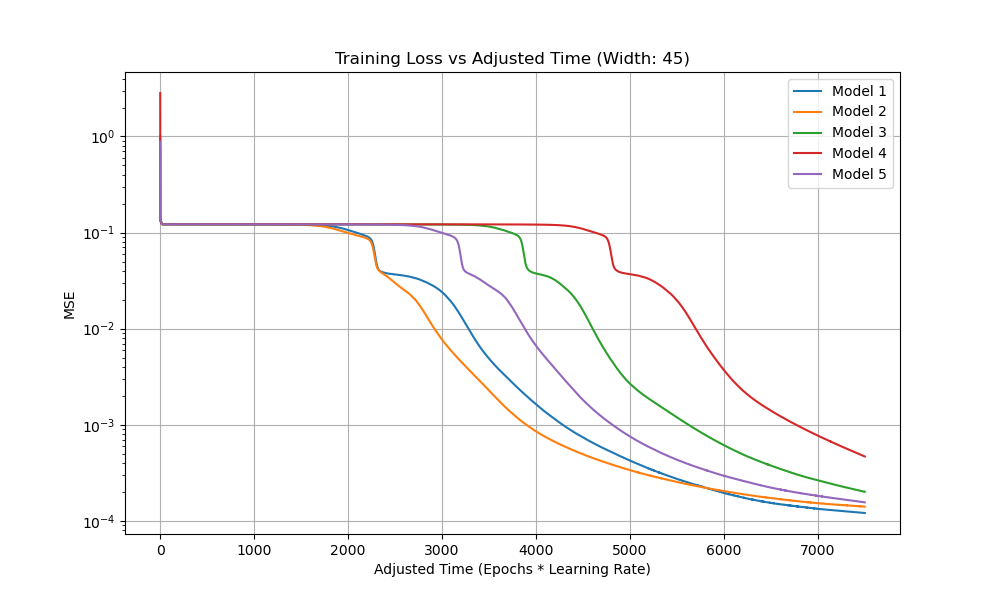 Training Loss vs Adjusted Time (Width: 45)
MSE
10^0
10^-1
10^-2
10^-3
10^-4
Model 1
Model 2
Model 3
Model 4
Model 5
0 1000 2000 3000 4000 5000 6000 7000
Adjusted Time (Epochs * Learning Rate)